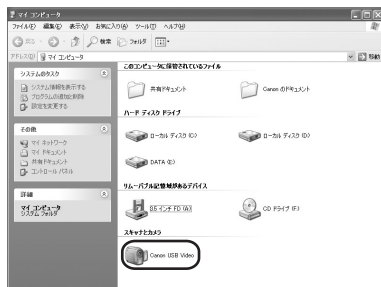 マイ コンピュータ
ファイル(F) 編集(E) 表示(V) お気に入り(A) ツール(T) ヘルプ(H)
戻る 検索 フォルダ
アドレス(D) マイ コンピュータ 移動
システムのタスク
システム情報を表示する
プログラムの追加と削除
設定を変更する
その他
マイ ネットワーク
マイ ドキュメント
共有ドキュメント
コントロール パネル
詳細
マイ コンピュータ
システム フォルダ
このコンピュータに保管されているファイル
共有ドキュメント
Canon のドキュメント
ハード ディスク ドライブ
ローカル ディスク (C:)
ローカル ディスク (D:)
DATA (E:)
リムーバブル記憶域があるデバイス
3.5 インチ FD (A:)
CD ドライブ (F:)
スキャナとカメラ
Canon USB Video